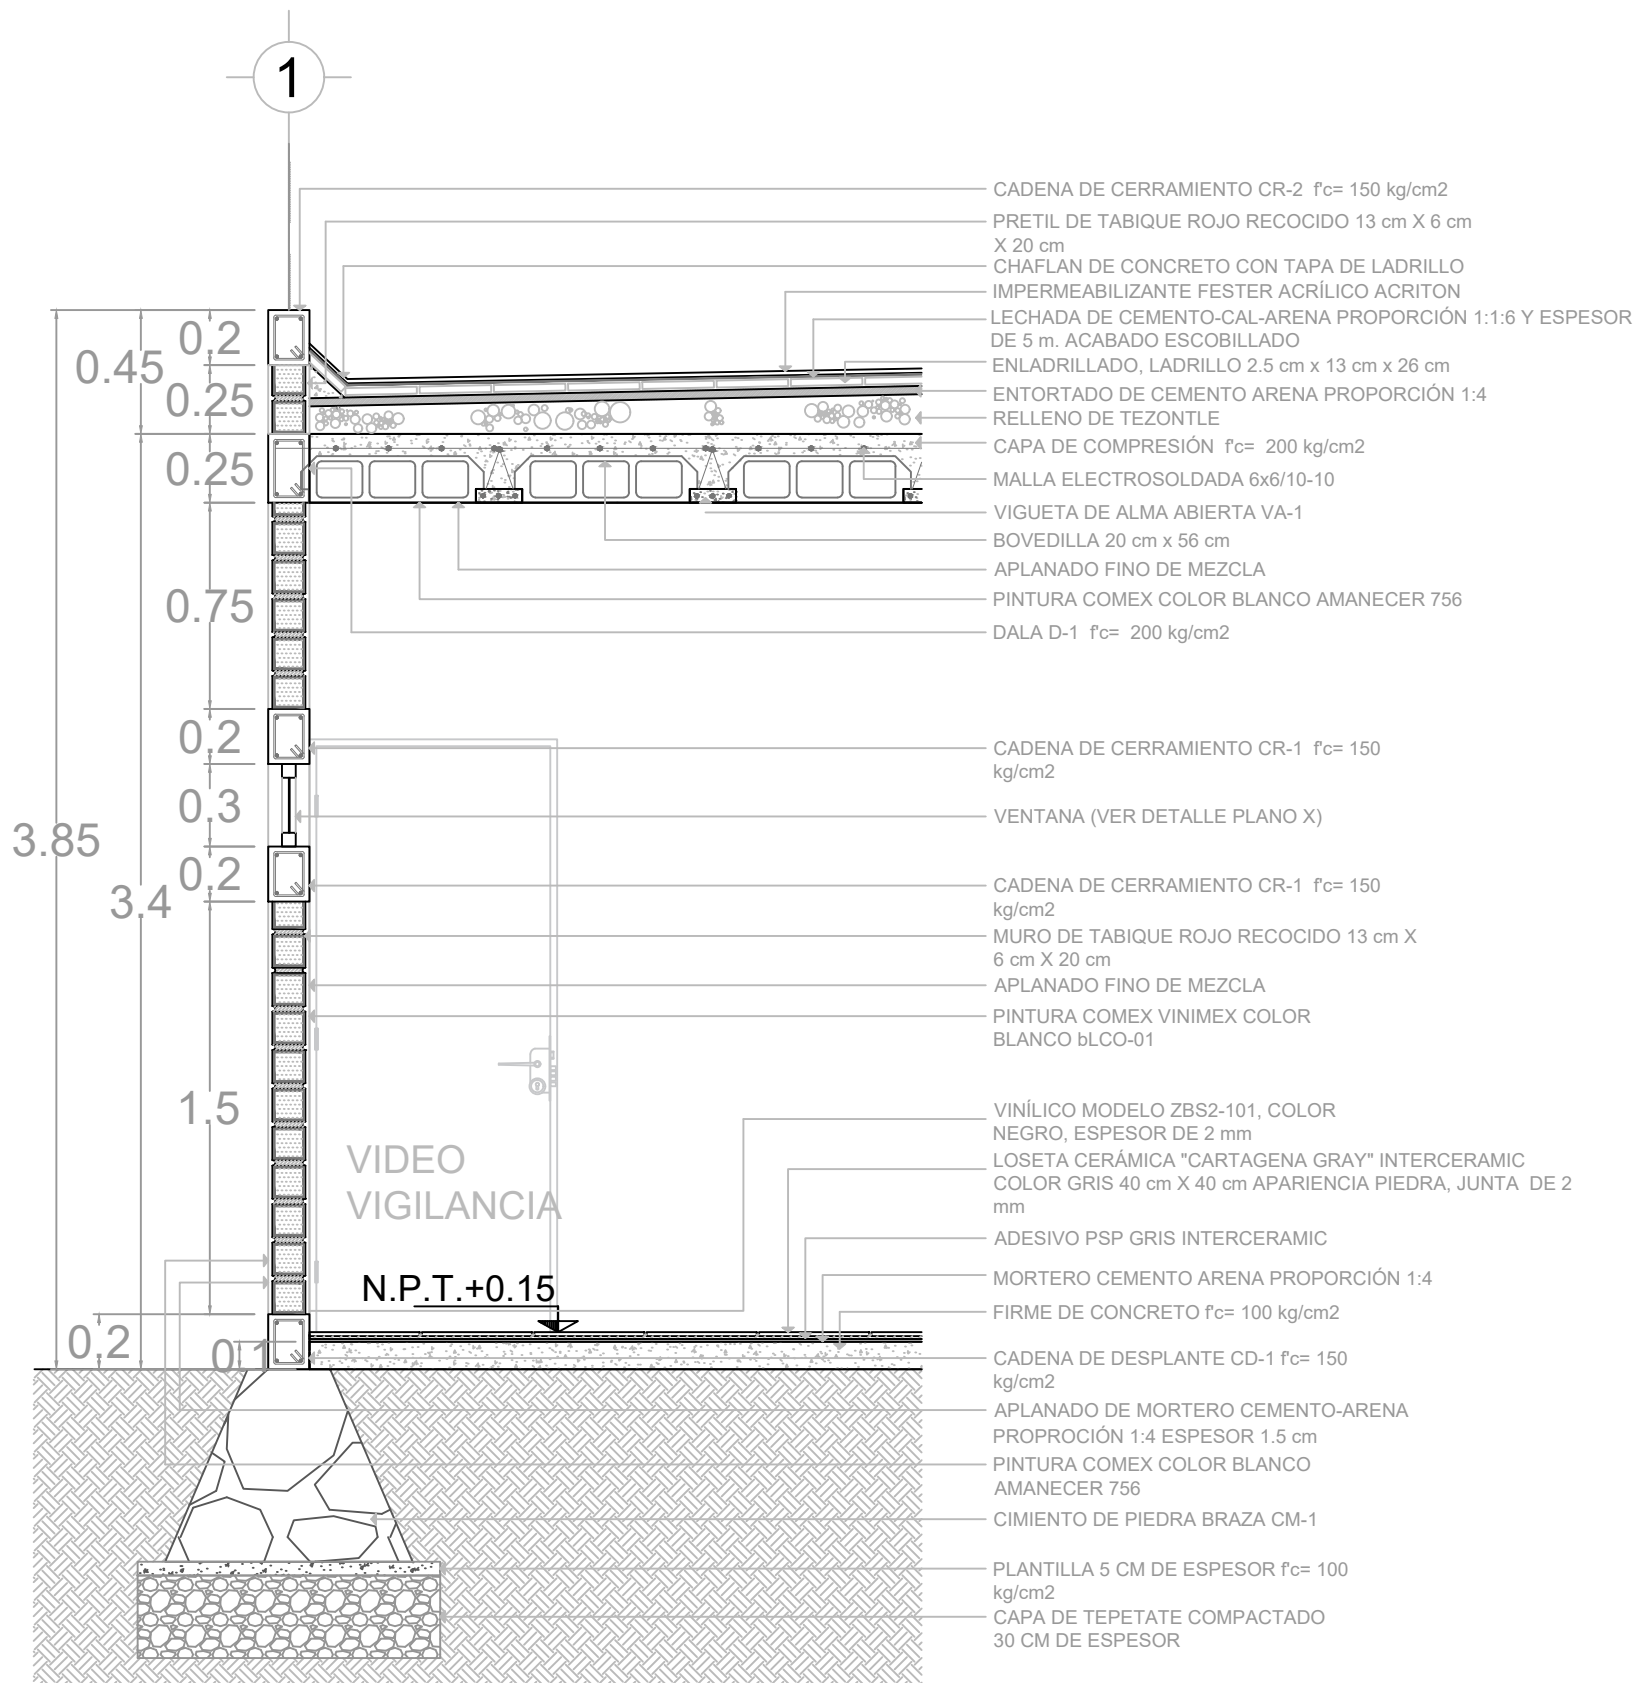 1
CADENA DE CERRAMIENTO CR-2 f'c= 150 kg/cm2
PRETIL DE TABIQUE ROJO RECOCIDO 13 cm X 6 cm
X 20 cm
CHAFLAN DE CONCRETO CON TAPA DE LADRILLO
IMPERMEABILIZANTE FESTER ACRÍLICO ACRITON
LECHADA DE CEMENTO-CAL-ARENA PROPORCIÓN 1:1:6 Y ESPESOR
DE 5 m. ACABADO ESCOBILLADO
ENLADRILLADO, LADRILLO 2.5 cm x 13 cm x 26 cm
ENTORTADO DE CEMENTO ARENA PROPORCIÓN 1:4
RELLENO DE TEZONTLE
CAPA DE COMPRESIÓN f'c= 200 kg/cm2
MALLA ELECTROSOLDADA 6x6/10-10
VIGUETA DE ALMA ABIERTA VA-1
BOVEDILLA 20 cm x 56 cm
APLANADO FINO DE MEZCLA
PINTURA COMEX COLOR BLANCO AMANECER 756
DALA D-1 f'c= 200 kg/cm2
CADENA DE CERRAMIENTO CR-1 f'c= 150
kg/cm2
VENTANA (VER DETALLE PLANO X)
CADENA DE CERRAMIENTO CR-1 f'c= 150
kg/cm2
MURO DE TABIQUE ROJO RECOCIDO 13 cm X
6 cm X 20 cm
APLANADO FINO DE MEZCLA
PINTURA COMEX VINIMEX COLOR
BLANCO bLCO-01
VINÍLICO MODELO ZBS2-101, COLOR
NEGRO, ESPESOR DE 2 mm
LOSETA CERÁMICA "CARTAGENA GRAY" INTERCERAMIC
COLOR GRIS 40 cm X 40 cm APARIENCIA PIEDRA, JUNTA DE 2
mm
ADESIVO PSP GRIS INTERCERAMIC
MORTERO CEMENTO ARENA PROPORCIÓN 1:4
FIRME DE CONCRETO f'c= 100 kg/cm2
CADENA DE DESPLANTE CD-1 f'c= 150
kg/cm2
APLANADO DE MORTERO CEMENTO-ARENA
PROPROCIÓN 1:4 ESPESOR 1.5 cm
PINTURA COMEX COLOR BLANCO
AMANECER 756
CIMIENTO DE PIEDRA BRAZA CM-1
PLANTILLA 5 CM DE ESPESOR f'c= 100
kg/cm2
CAPA DE TEPETATE COMPACTADO
30 CM DE ESPESOR
0.2
0.45
0.25
0.25
0.75
0.2
0.3
3.85
0.2
3.4
1.5
VIDEO
VIGILANCIA
N.P.T.+0.15
0.2
0.1